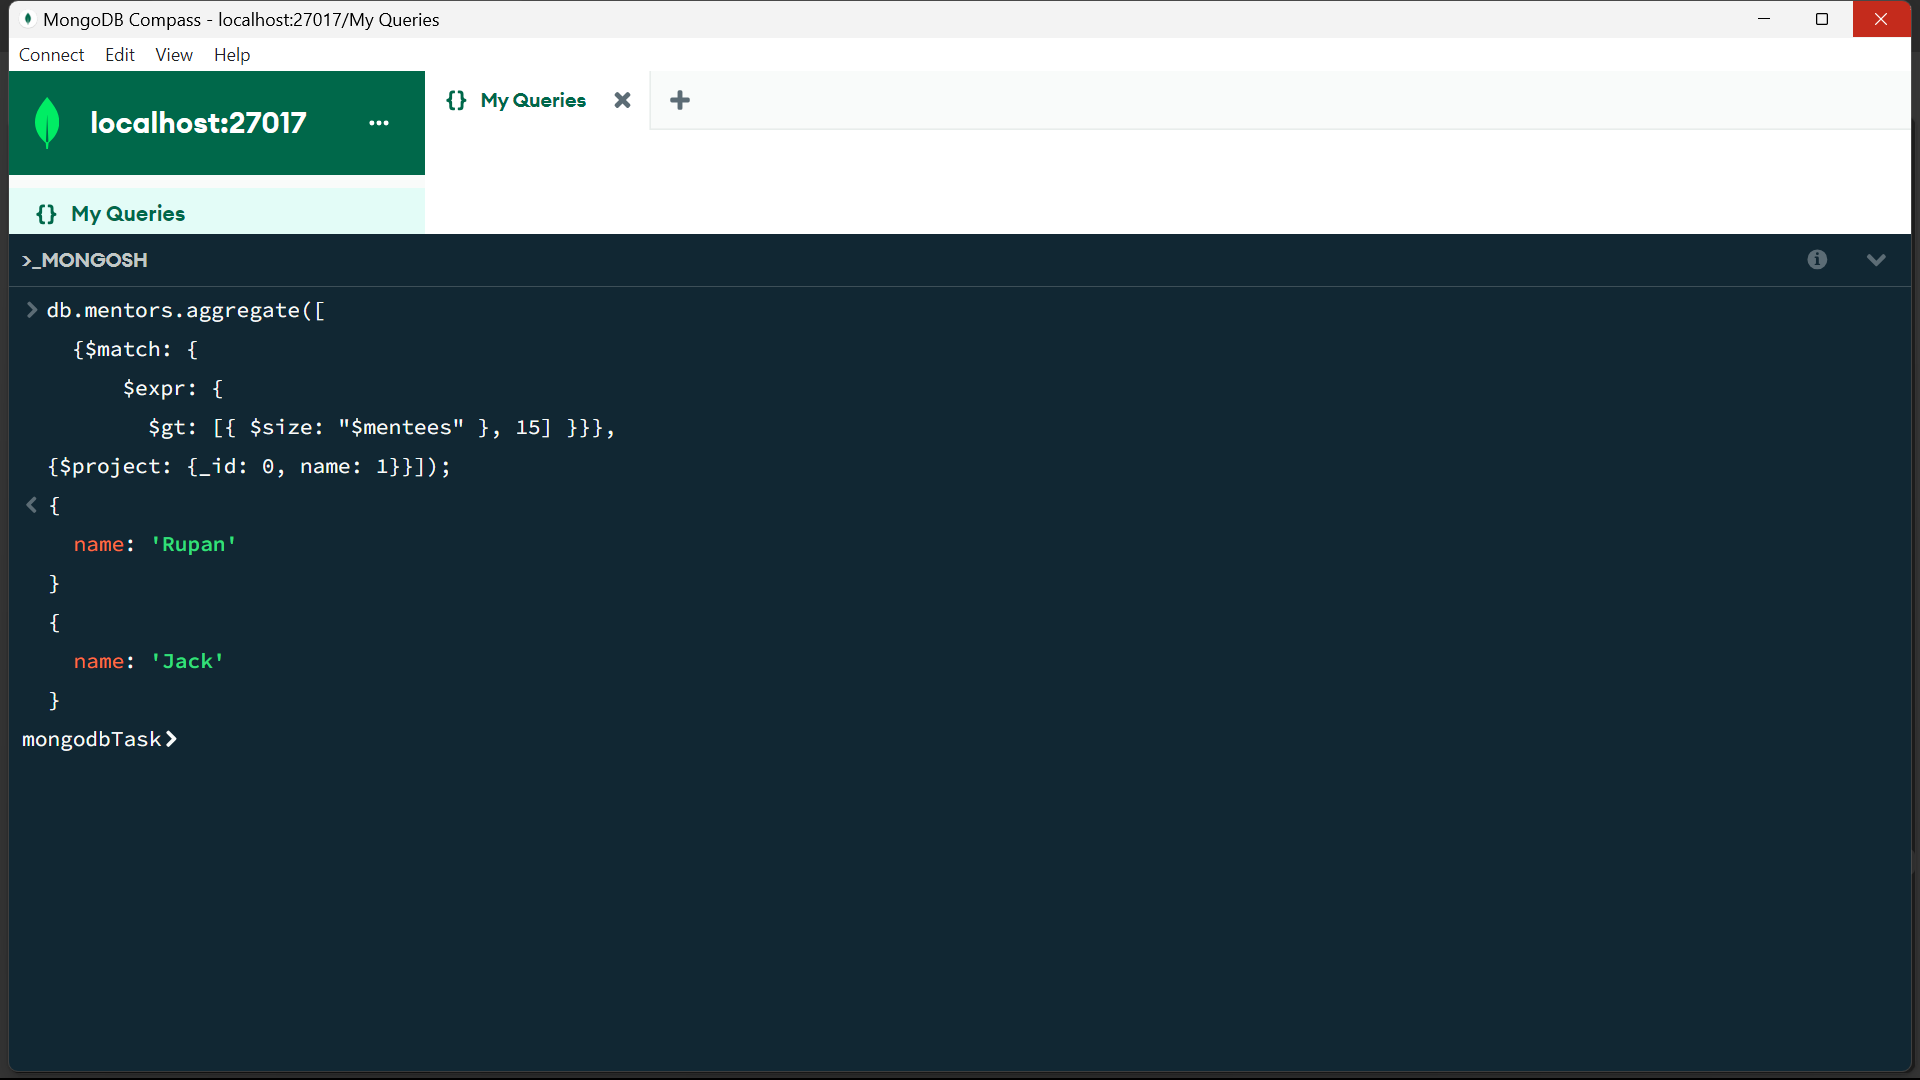 MongoDB Compass - localhost:27017/My Queries
Connect Edit View Help
localhost:27017 ...
{} My Queries
{} My Queries
>_MONGOSH
> db.mentors.aggregate([
{$match: {
$expr: {
$gt: [{ $size: "$mentees" }, 15] }}},
{$project: {_id: 0, name: 1}}]);
< {
name: 'Rupan'
}
{
name: 'Jack'
}
mongodbTask>